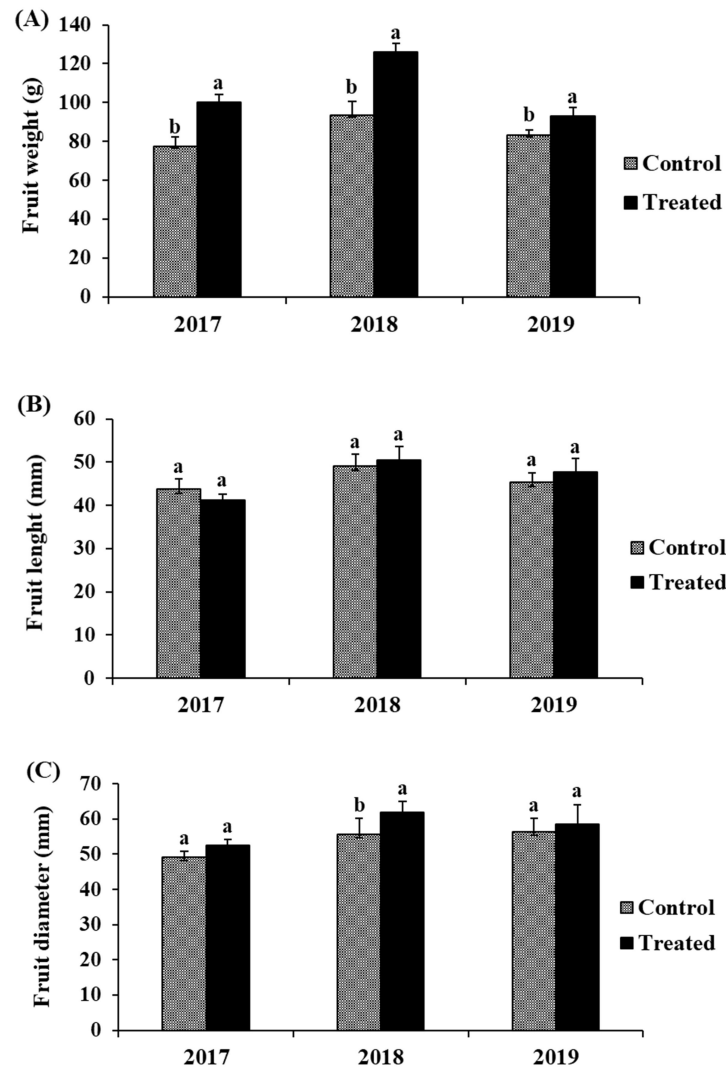 (A)
Fruit weight (g)
140
120
100
80
60
40
20
0
b a b a b a
2017 2018 2019
Control
Treated
(B)
Fruit lenght (mm)
60
50
40
30
20
10
0
a a a a a a
2017 2018 2019
Control
Treated
(C)
Fruit diameter (mm)
70
60
50
40
30
20
10
0
a a b a a a
2017 2018 2019
Control
Treated